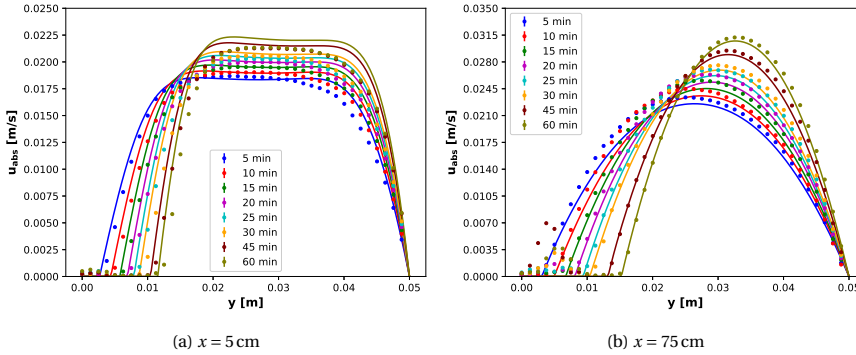 0.0250
0.0225
0.0200
0.0175
0.0150
0.0125
0.0100
0.0075
0.0050
0.0025
0.0000
u_abs [m/s]
5 min
10 min
15 min
20 min
25 min
30 min
45 min
60 min
0.00 0.01 0.02 0.03 0.04 0.05
y [m]
(a) x = 5 cm
0.0350
0.0315
0.0280
0.0245
0.0210
0.0175
0.0140
0.0105
0.0070
0.0035
0.0000
u_abs [m/s]
5 min
10 min
15 min
20 min
25 min
30 min
45 min
60 min
0.00 0.01 0.02 0.03 0.04 0.05
y [m]
(b) x = 75 cm